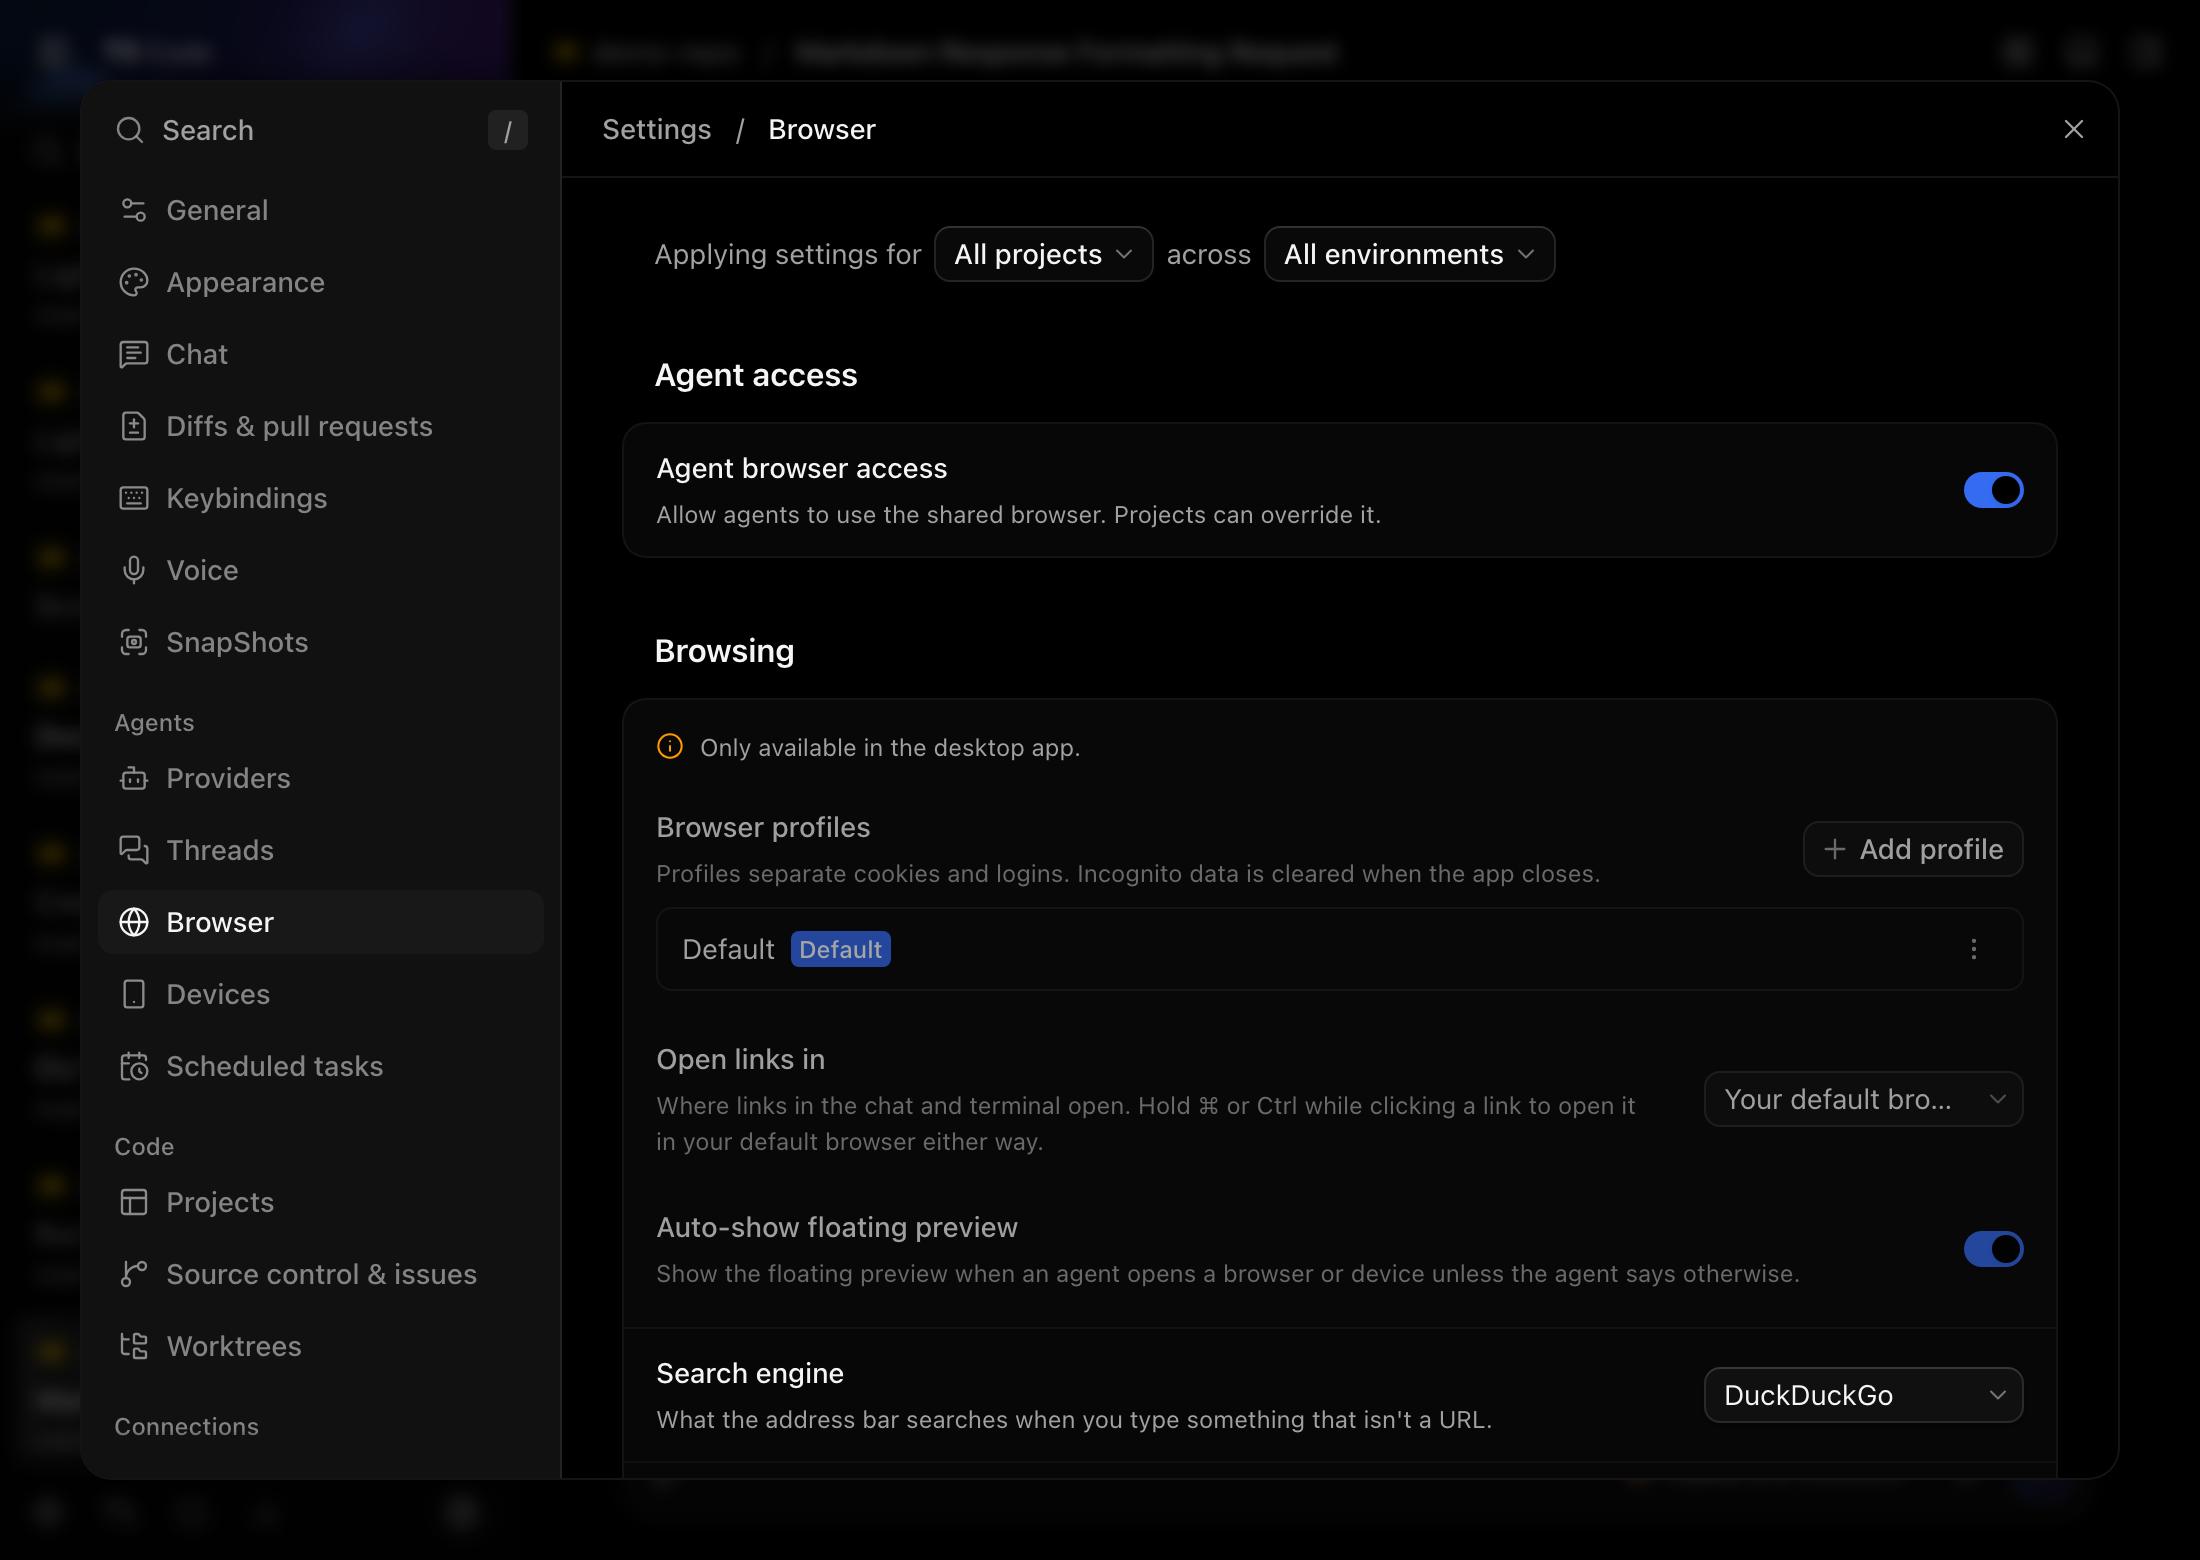 Search
/
General
Appearance
Chat
Diffs & pull requests
Keybindings
Voice
SnapShots
Agents
Providers
Threads
Browser
Devices
Scheduled tasks
Code
Projects
Source control & issues
Worktrees
Connections
Settings / Browser
Applying settings for All projects across All environments
Agent access
Agent browser access
Allow agents to use the shared browser. Projects can override it.
Browsing
Only available in the desktop app.
Browser profiles
Profiles separate cookies and logins. Incognito data is cleared when the app closes.
Add profile
Default Default
Open links in
Where links in the chat and terminal open. Hold ⌘ or Ctrl while clicking a link to open it
in your default browser either way.
Your default bro...
Auto-show floating preview
Show the floating preview when an agent opens a browser or device unless the agent says otherwise.
Search engine
What the address bar searches when you type something that isn't a URL.
DuckDuckGo